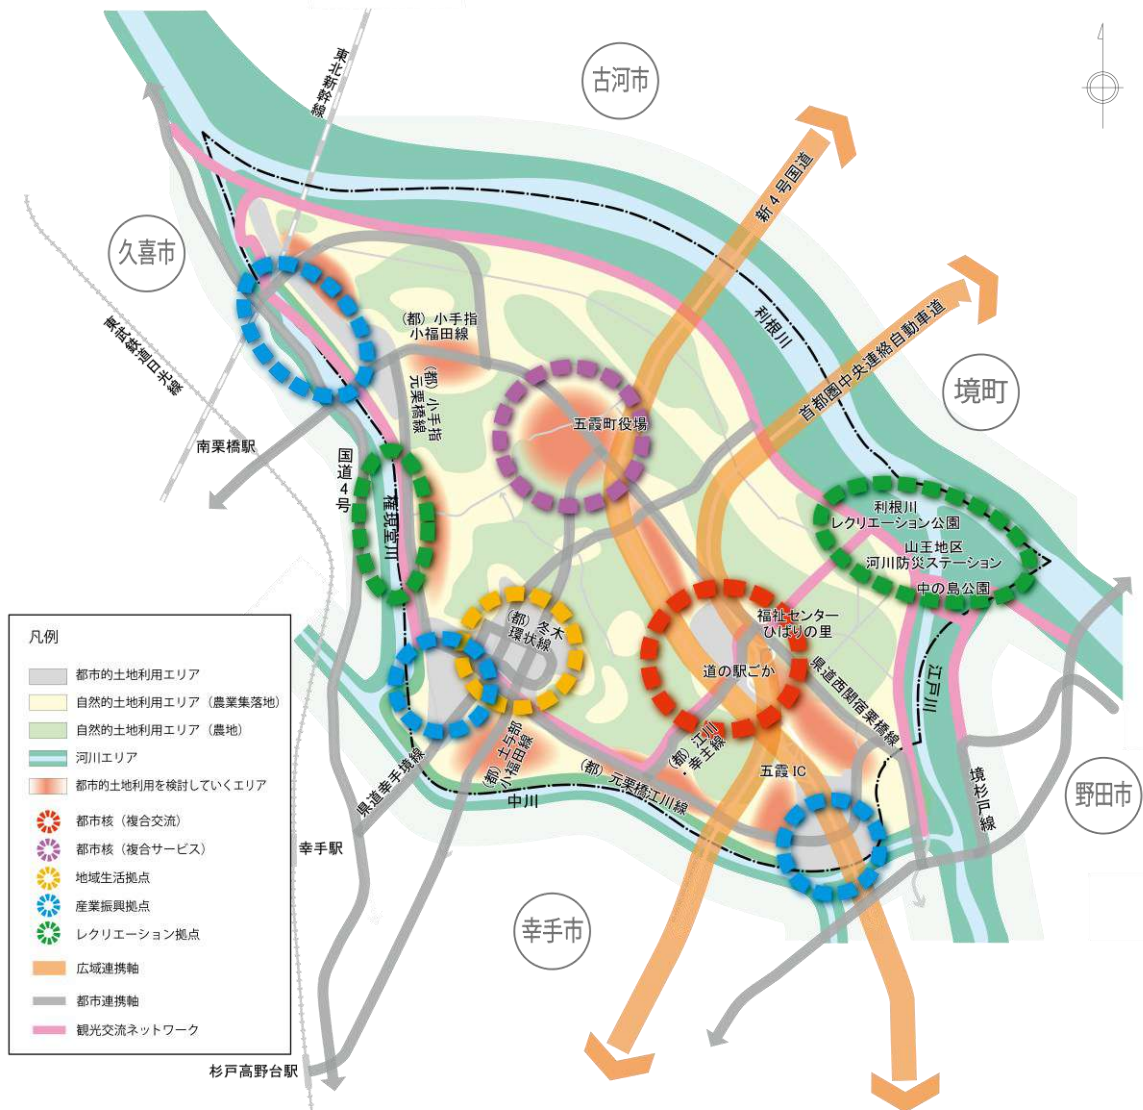 古河市
東北新幹線
新4号国道
久喜市
利根川
首都圏中央連絡自動車道
東武鉄道日光線
(都)小手指
小福田線
(都)小手指
元栗橋線
境町
五霞町役場
南栗橋駅
国道4号
権現堂川
利根川
レクリエーション公園
山王地区
河川防災ステーション
中の島公園
(都)冬木
環状線
福祉センター
ひばりの里
道の駅ごか
県道西関宿栗橋線
江戸川
(都)土与部
小福田線
(都)江川
・幸主線
県道幸手境線
(都)元栗橋江川線
五霞IC
中川
境杉戸線
野田市
幸手駅
幸手市
杉戸高野台駅
凡例
都市的土地利用エリア
自然的土地利用エリア(農業集落地)
自然的土地利用エリア(農地)
河川エリア
都市的土地利用を検討していくエリア
都市核(複合交流)
都市核(複合サービス)
地域生活拠点
産業振興拠点
レクリエーション拠点
広域連携軸
都市連携軸
観光交流ネットワーク